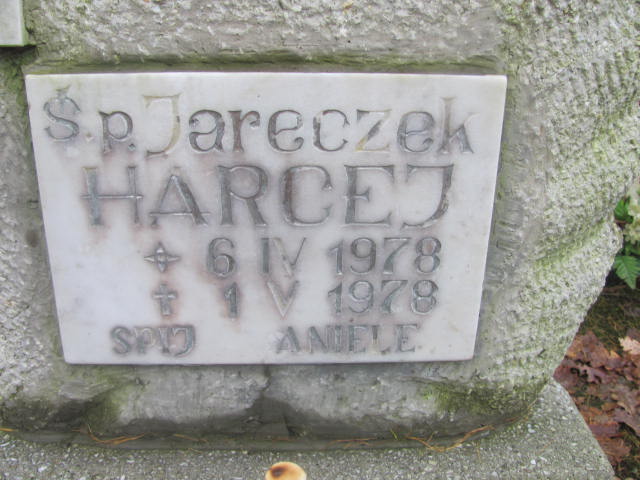 Ś.p. Jareczek
HARCEJ
6 IV 1978
1 V 1978
SPIJ ANIELE